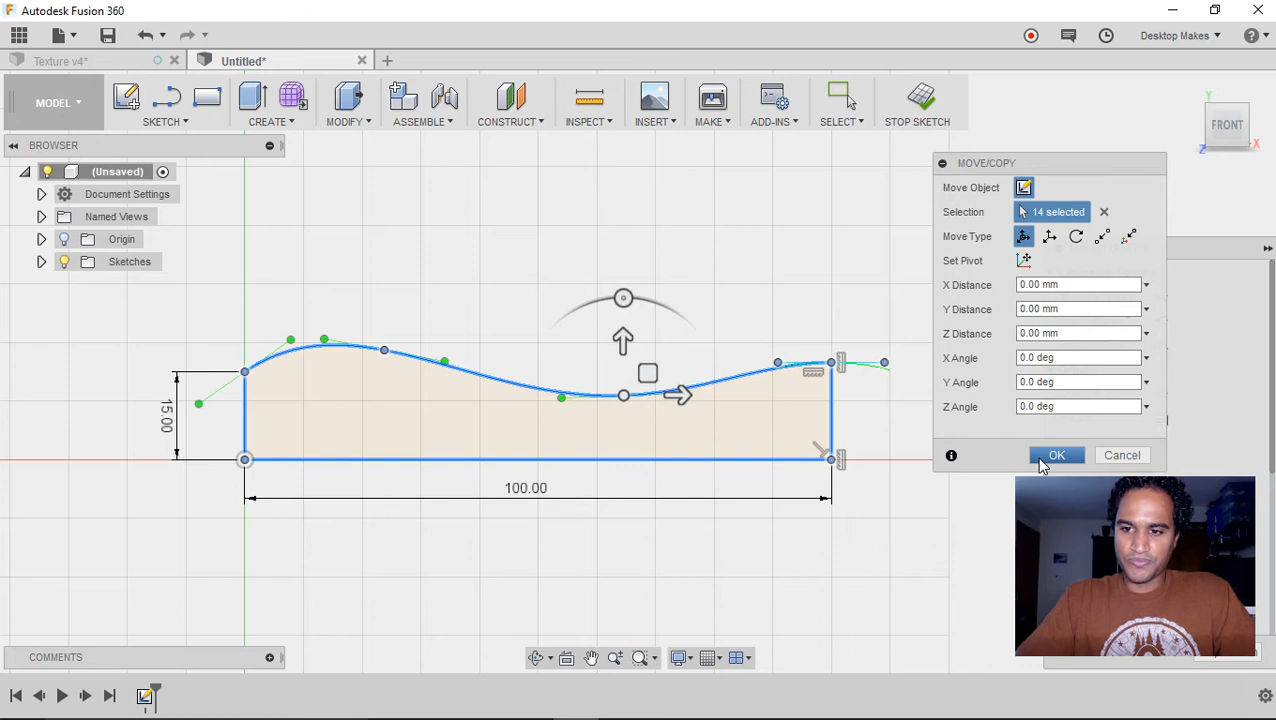 Autodesk Fusion 360
Desktop Makes
Texture v4*
Untitled*
MODEL
SKETCH
CREATE
MODIFY
ASSEMBLE
CONSTRUCT
INSPECT
INSERT
MAKE
ADD-INS
SELECT
STOP SKETCH
BROWSER
(Unsaved)
Document Settings
Named Views
Origin
Sketches
Y
FRONT
X
Z
MOVE/COPY
Move Object
Selection 14 selected
Move Type
Set Pivot
X Distance 0.00 mm
Y Distance 0.00 mm
Z Distance 0.00 mm
X Angle 0.0 deg
Y Angle 0.0 deg
Z Angle 0.0 deg
OK Cancel
15.00
100.00
COMMENTS